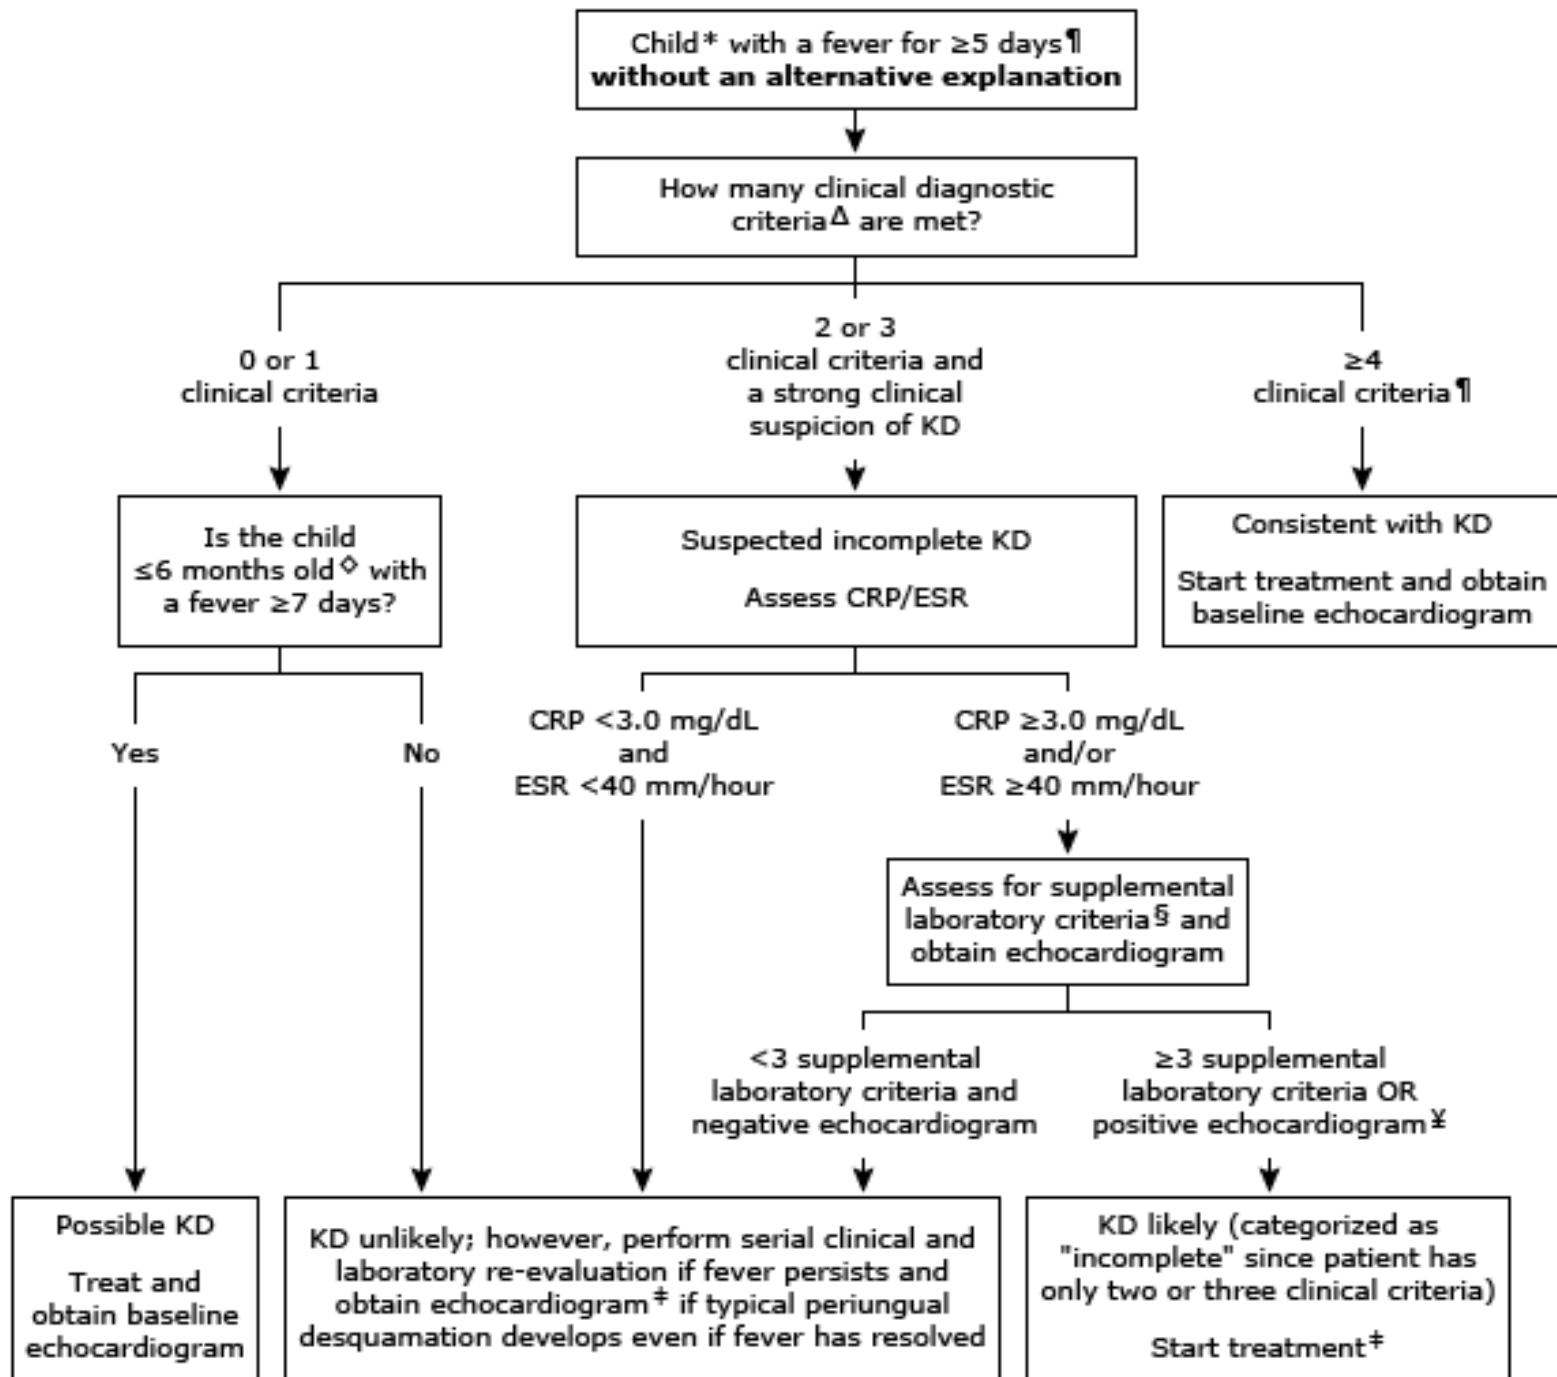 Child* with a fever for ≥5 days¶
without an alternative explanation
How many clinical diagnostic
criteriaΔ are met?
0 or 1
clinical criteria
2 or 3
clinical criteria and
a strong clinical
suspicion of KD
≥4
clinical criteria¶
Is the child
≤6 months old◇ with
a fever ≥7 days?
Suspected incomplete KD
Assess CRP/ESR
Consistent with KD
Start treatment and obtain
baseline echocardiogram
Yes
No
CRP <3.0 mg/dL
and
ESR <40 mm/hour
CRP ≥3.0 mg/dL
and/or
ESR ≥40 mm/hour
Assess for supplemental
laboratory criteria§ and
obtain echocardiogram
<3 supplemental
laboratory criteria and
negative echocardiogram
≥3 supplemental
laboratory criteria OR
positive echocardiogram¥
Possible KD
Treat and
obtain baseline
echocardiogram
KD unlikely; however, perform serial clinical and
laboratory re-evaluation if fever persists and
obtain echocardiogram‡ if typical periungual
desquamation develops even if fever has resolved
KD likely (categorized as
"incomplete" since patient has
only two or three clinical criteria)
Start treatment‡